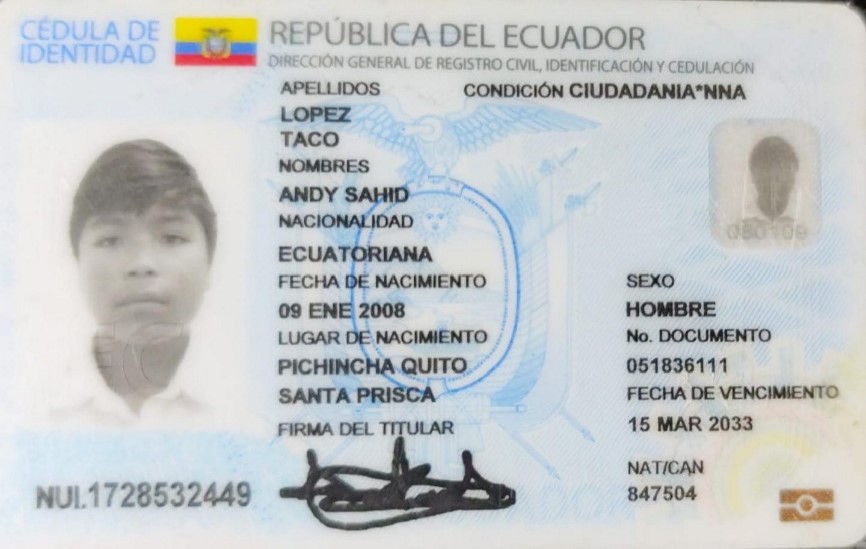 CÉDULA DE
IDENTIDAD
REPÚBLICA DEL ECUADOR
DIRECCIÓN GENERAL DE REGISTRO CIVIL, IDENTIFICACIÓN Y CEDULACIÓN
APELLIDOS
CONDICIÓN CIUDADANIA*NNA
LOPEZ
TACO
NOMBRES
ANDY SAHID
NACIONALIDAD
ECUATORIANA
FECHA DE NACIMIENTO
09 ENE 2008
LUGAR DE NACIMIENTO
PICHINCHA QUITO
SANTA PRISCA
FIRMA DEL TITULAR
080109
SEXO
HOMBRE
No. DOCUMENTO
051836111
FECHA DE VENCIMIENTO
15 MAR 2033
NAT/CAN
847504
NUI.1728532449